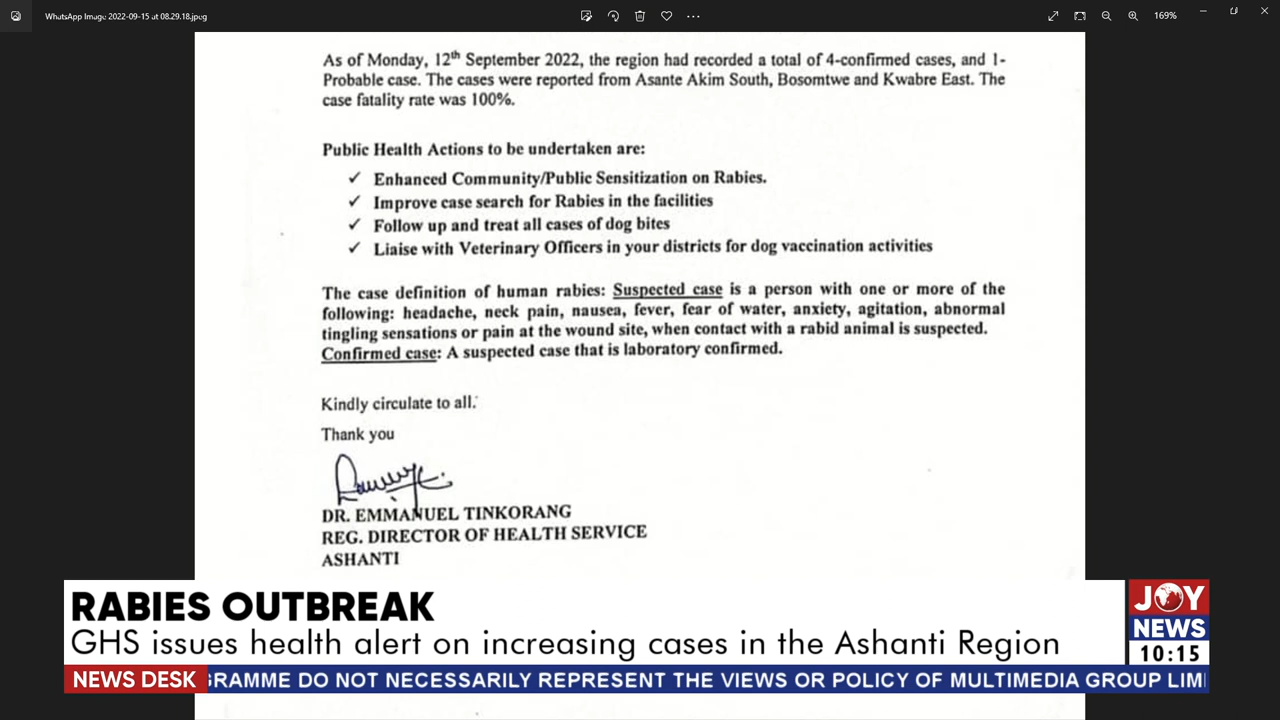 WhatsApp Image 2022-09-15 at 08.29.18.jpeg
169%
As of Monday, 12th September 2022, the region had recorded a total of 4-confirmed cases, and 1-
Probable case. The cases were reported from Asante Akim South, Bosomtwe and Kwabre East. The
case fatality rate was 100%.
Public Health Actions to be undertaken are:
✓ Enhanced Community/Public Sensitization on Rabies.
✓ Improve case search for Rabies in the facilities
✓ Follow up and treat all cases of dog bites
✓ Liaise with Veterinary Officers in your districts for dog vaccination activities
The case definition of human rabies: Suspected case is a person with one or more of the
following: headache, neck pain, nausea, fever, fear of water, anxiety, agitation, abnormal
tingling sensations or pain at the wound site, when contact with a rabid animal is suspected.
Confirmed case: A suspected case that is laboratory confirmed.
Kindly circulate to all.
Thank you
DR. EMMANUEL TINKORANG
REG. DIRECTOR OF HEALTH SERVICE
ASHANTI
RABIES OUTBREAK
GHS issues health alert on increasing cases in the Ashanti Region
JOY
NEWS
10:15
NEWS DESK
GRAMME DO NOT NECESSARILY REPRESENT THE VIEWS OR POLICY OF MULTIMEDIA GROUP LIM